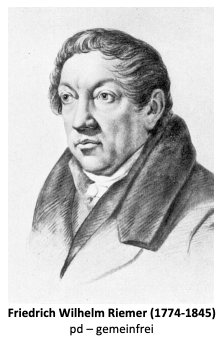 Friedrich Wilhelm Riemer (1774-1845)
pd – gemeinfrei